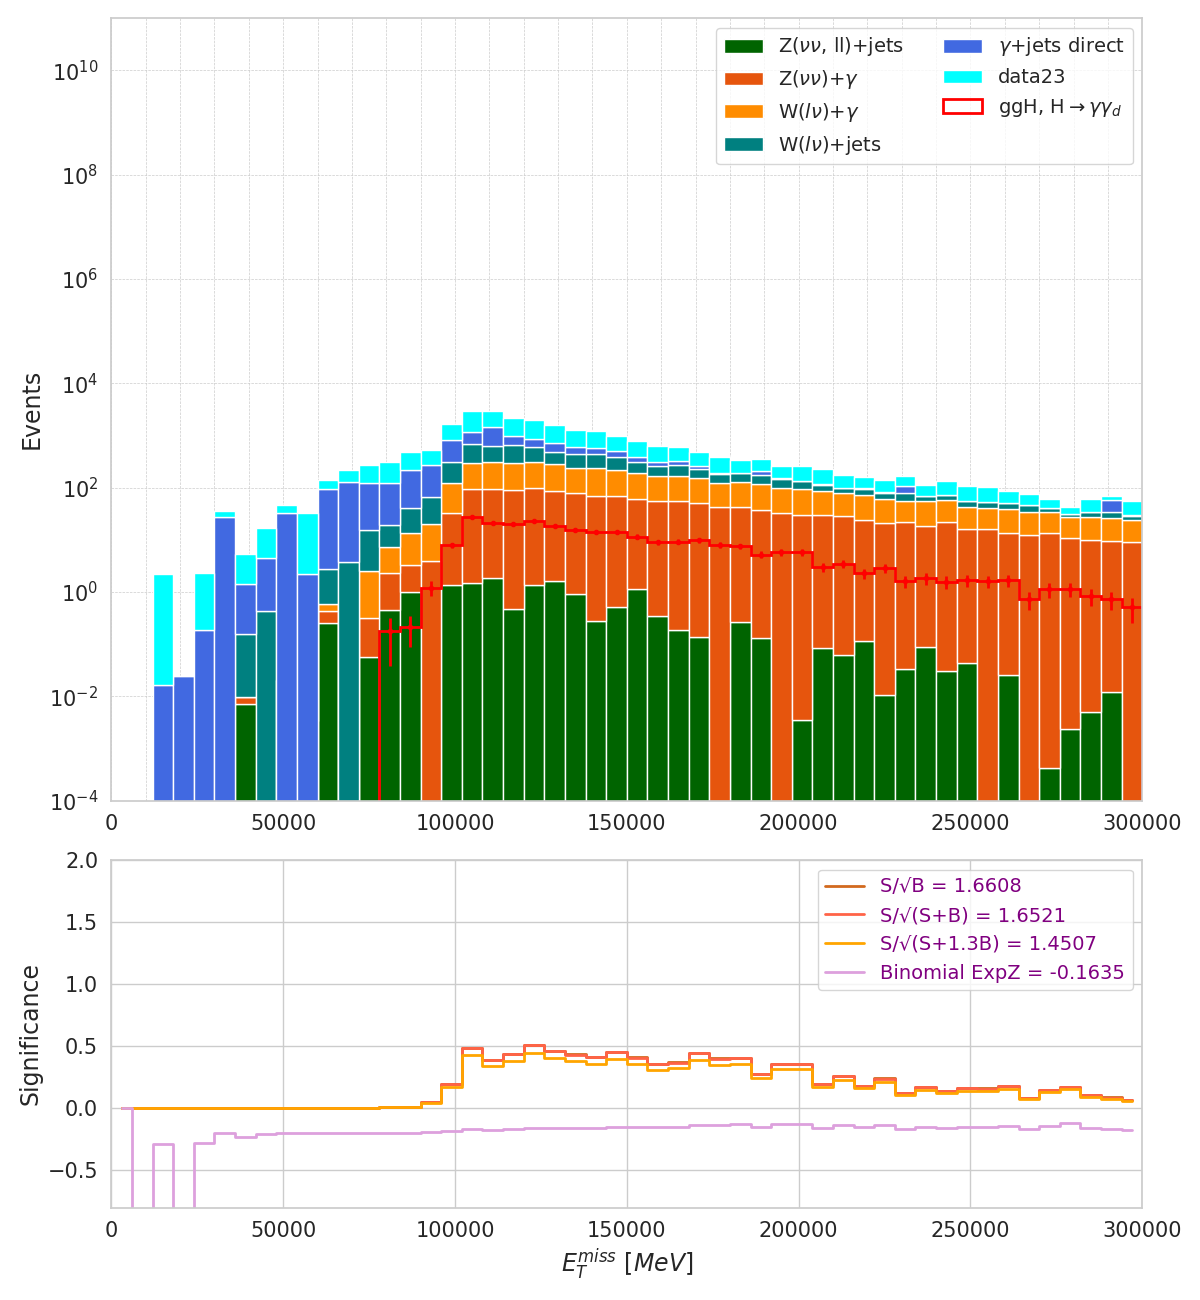 Z(νν, ll)+jets
Z(νν)+γ
W(lν)+γ
W(lν)+jets
γ+jets direct
data23
ggH, H→γγ_d
Events
10^10
10^8
10^6
10^4
10^2
10^0
10^−2
10^−4
0 50000 100000 150000 200000 250000 300000
S/√B = 1.6608
S/√(S+B) = 1.6521
S/√(S+1.3B) = 1.4507
Binomial ExpZ = -0.1635
Significance
2.0
1.5
1.0
0.5
0.0
−0.5
0 50000 100000 150000 200000 250000 300000
E_T^miss [MeV]